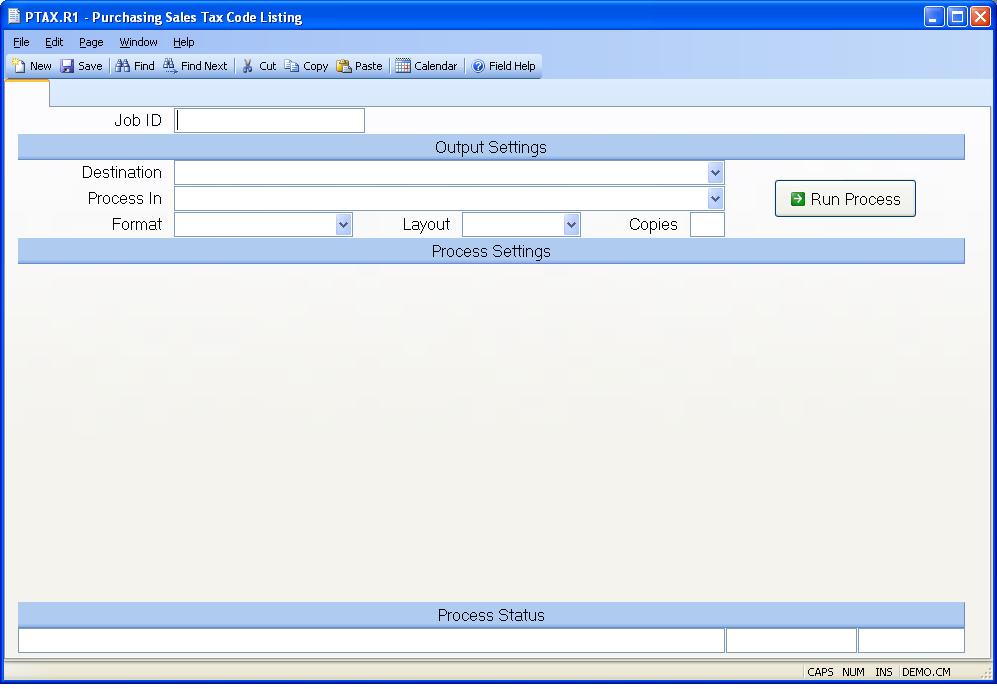 PTAX.R1 - Purchasing Sales Tax Code Listing
File Edit Page Window Help
New Save Find Find Next Cut Copy Paste Calendar Field Help
Job ID
Output Settings
Destination
Process In
Run Process
Format Layout Copies
Process Settings
Process Status
CAPS NUM INS DEMO.CM